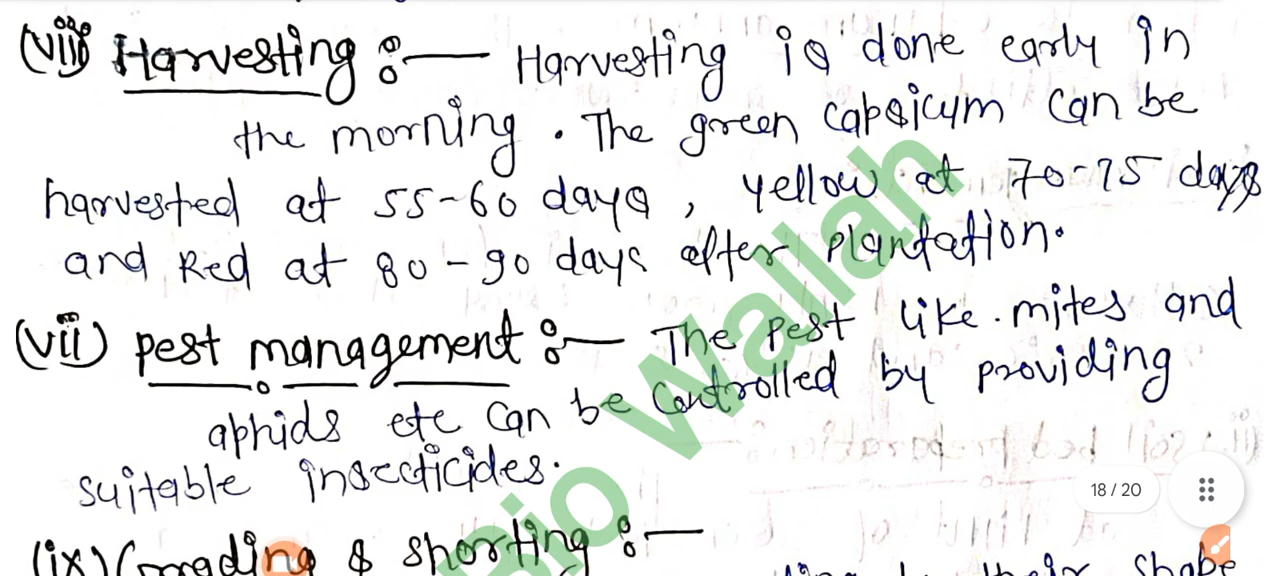 (viii) Harvesting :— Harvesting is done early in
the morning. The green capsicum can be
harvested at 55-60 days, yellow at 70-75 days
and Red at 80-90 days after plantation.
(vii) pest management :— The pest like mites and
aphids etc can be controlled by providing
suitable insecticides.
(ix) Grading & shorting :—
their shape
Bio Wallah
18 / 20